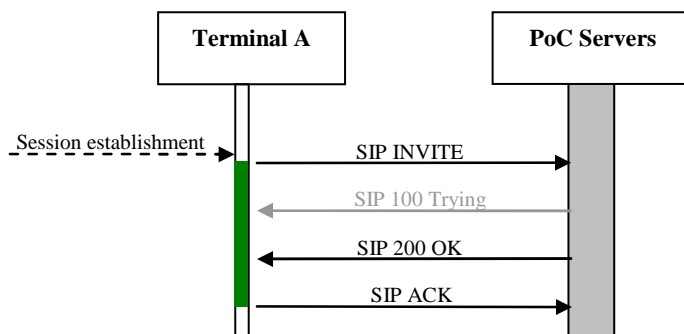 Terminal A
PoC Servers
Session establishment
SIP INVITE
SIP 100 Trying
SIP 200 OK
SIP ACK